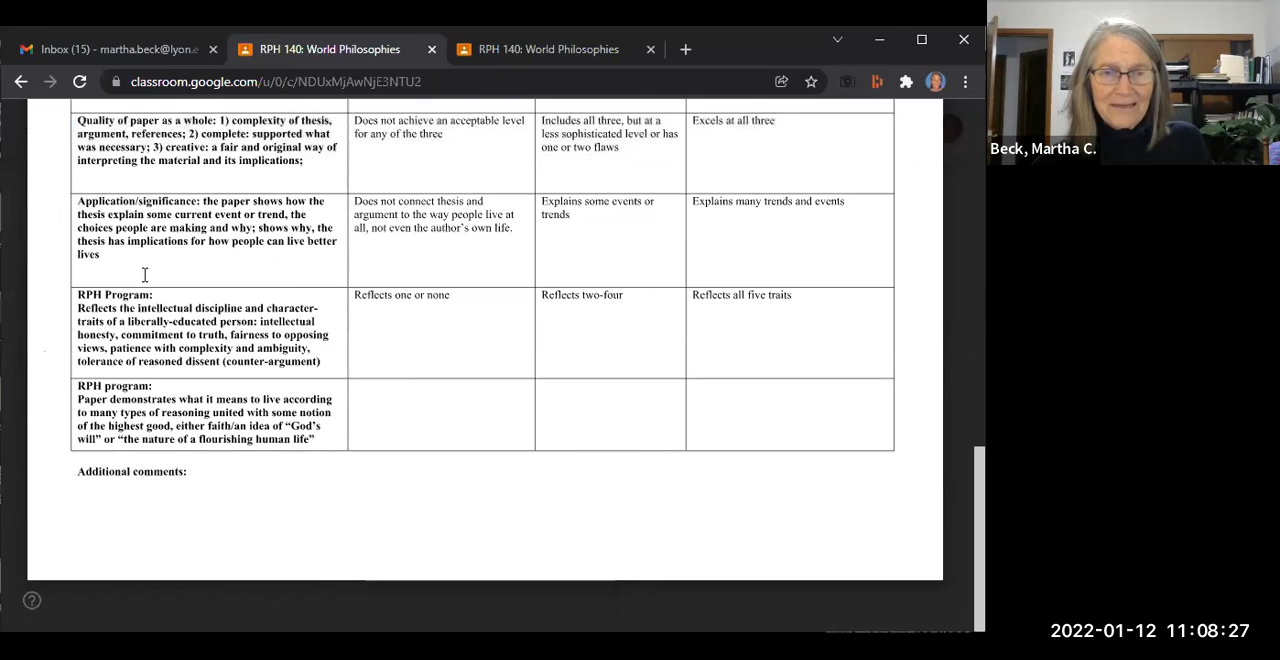 Inbox (15) - martha.beck@lyon.e
RPH 140: World Philosophies
RPH 140: World Philosophies
classroom.google.com/u/0/c/NDUxMjAwNjE3NTU2
Quality of paper as a whole: 1) complexity of thesis,
argument, references; 2) complete: supported what
was necessary; 3) creative: a fair and original way of
interpreting the material and its implications;
Does not achieve an acceptable level
for any of the three
Includes all three, but at a
less sophisticated level or has
one or two flaws
Excels at all three
Application/significance: the paper shows how the
thesis explain some current event or trend, the
choices people are making and why; shows why, the
thesis has implications for how people can live better
lives
Does not connect thesis and
argument to the way people live at
all, not even the author's own life.
Explains some events or
trends
Explains many trends and events
RPH Program:
Reflects the intellectual discipline and character-
traits of a liberally-educated person: intellectual
honesty, commitment to truth, fairness to opposing
views, patience with complexity and ambiguity,
tolerance of reasoned dissent (counter-argument)
Reflects one or none
Reflects two-four
Reflects all five traits
RPH program:
Paper demonstrates what it means to live according
to many types of reasoning united with some notion
of the highest good, either faith/an idea of “God’s
will” or “the nature of a flourishing human life”
Additional comments:
Beck, Martha C.
2022-01-12 11:08:27